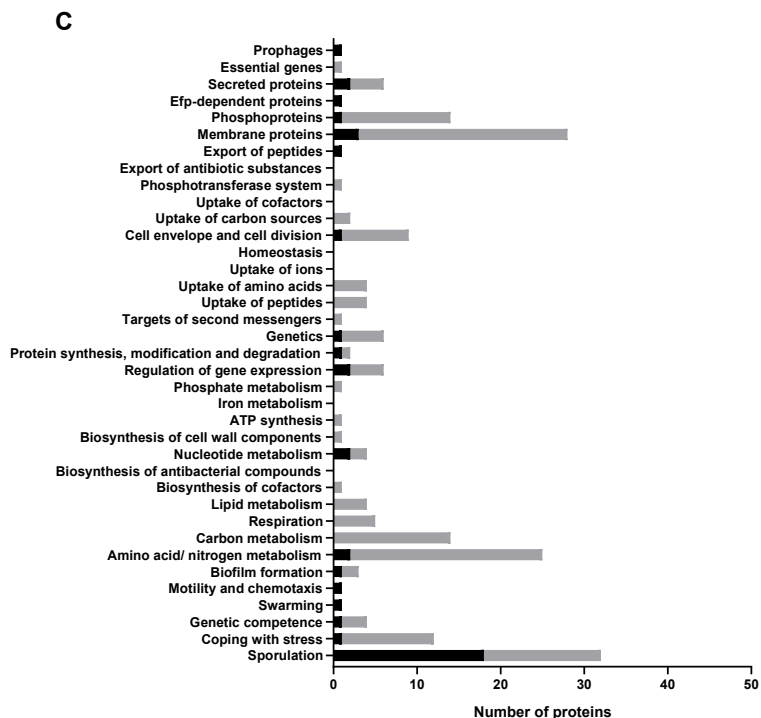 C
Prophages
Essential genes
Secreted proteins
Efp-dependent proteins
Phosphoproteins
Membrane proteins
Export of peptides
Export of antibiotic substances
Phosphotransferase system
Uptake of cofactors
Uptake of carbon sources
Cell envelope and cell division
Homeostasis
Uptake of ions
Uptake of amino acids
Uptake of peptides
Targets of second messengers
Genetics
Protein synthesis, modification and degradation
Regulation of gene expression
Phosphate metabolism
Iron metabolism
ATP synthesis
Biosynthesis of cell wall components
Nucleotide metabolism
Biosynthesis of antibacterial compounds
Biosynthesis of cofactors
Lipid metabolism
Respiration
Carbon metabolism
Amino acid/ nitrogen metabolism
Biofilm formation
Motility and chemotaxis
Swarming
Genetic competence
Coping with stress
Sporulation
0 10 20 30 40 50
Number of proteins